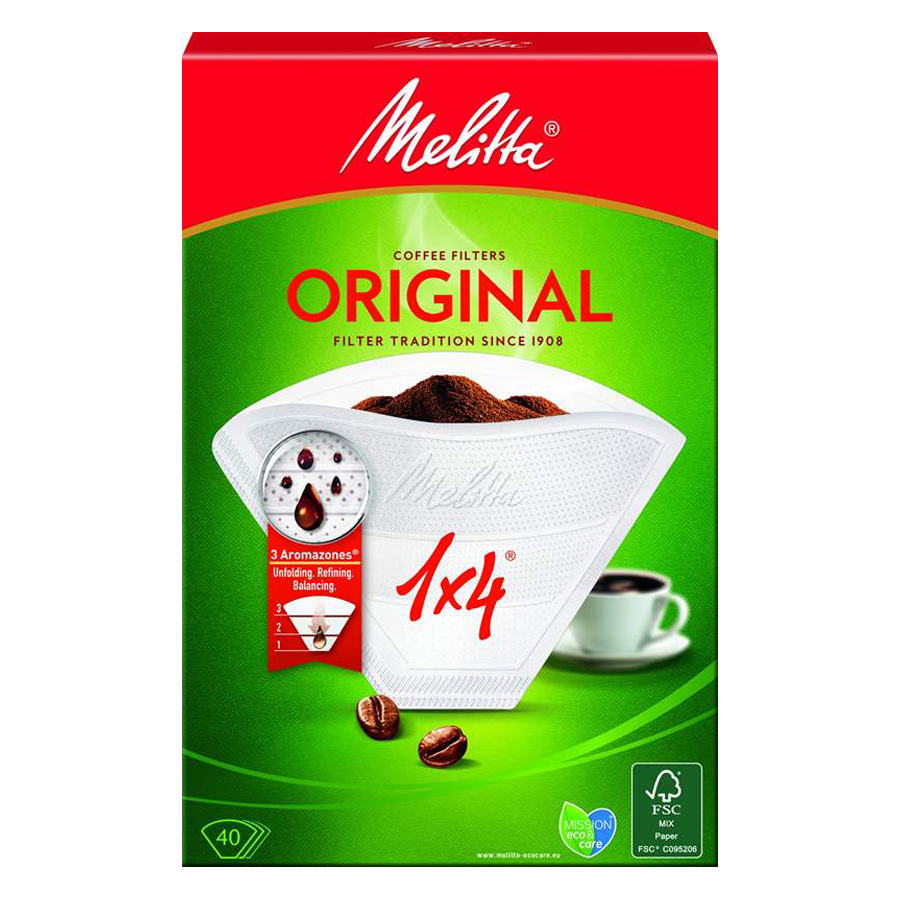 Melitta™
Melitta®
COFFEE FILTERS
ORIGINAL
FILTER TRADITION SINCE 1908
Melitta
1x4®
3 Aromazones®
Unfolding. Refining.
Balancing.
3
2
1
40
MISSION
eco &
care
www.melitta-ecocare.eu
FSC
MIX
Paper
FSC® C095206